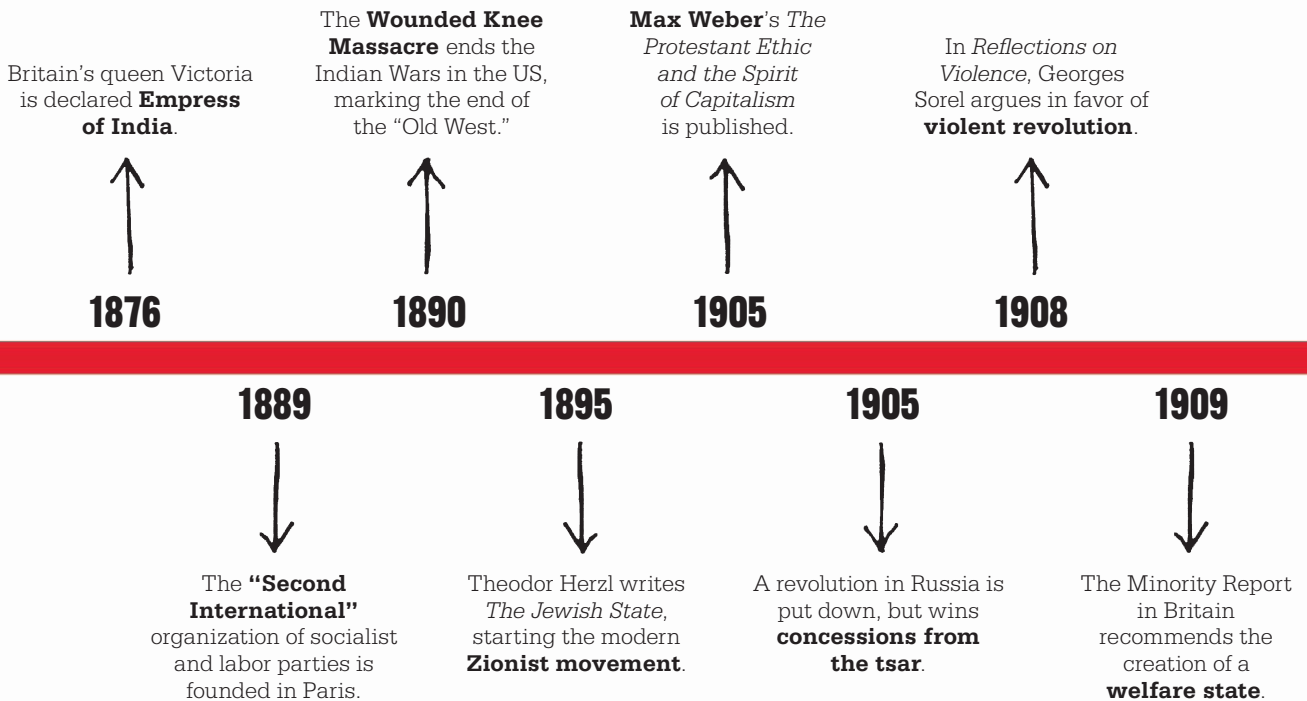 Britain’s queen Victoria
is declared Empress
of India.
1876
The Wounded Knee
Massacre ends the
Indian Wars in the US,
marking the end of
the “Old West.”
1890
Max Weber’s The
Protestant Ethic
and the Spirit
of Capitalism
is published.
1905
In Reflections on
Violence, Georges
Sorel argues in favor of
violent revolution.
1908
1889
The “Second
International”
organization of socialist
and labor parties is
founded in Paris.
1895
Theodor Herzl writes
The Jewish State,
starting the modern
Zionist movement.
1905
A revolution in Russia is
put down, but wins
concessions from
the tsar.
1909
The Minority Report
in Britain
recommends the
creation of a
welfare state.